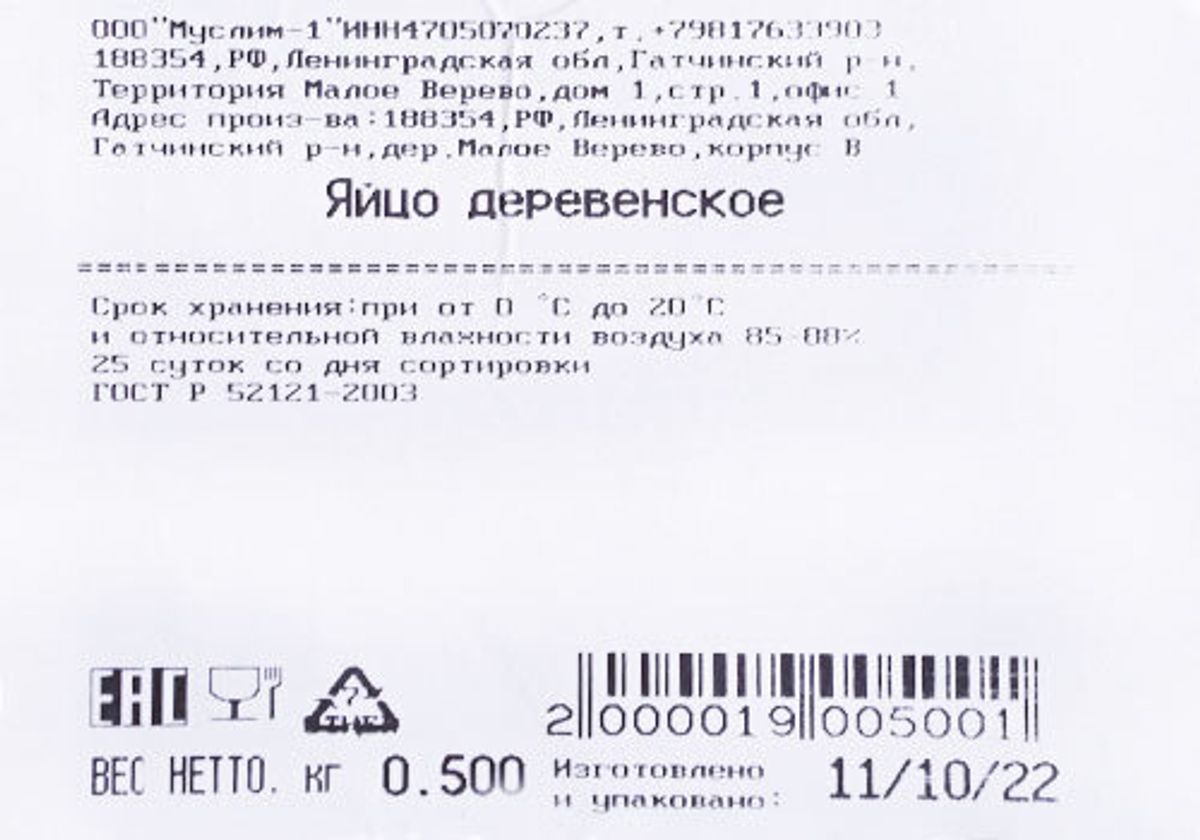 ООО"Муслим-1"ИНН4705070237,т.+79817633903
188354,РФ,Ленинградская обл,Гатчинский р-н,
Территория Малое Верево,дом 1,стр.1,офис 1
Адрес произ-ва:188354,РФ,Ленинградская обл,
Гатчинский р-н,дер.Малое Верево,корпус В
Яйцо деревенское
Срок хранения:при от 0 °С до 20°С
и относительной влажности воздуха 85-88%
25 суток со дня сортировки
ГОСТ Р 52121-2003
ЕАС
2 000019 005001
ВЕС НЕТТО. кг 0.500
Изготовлено и упаковано: 11/10/22